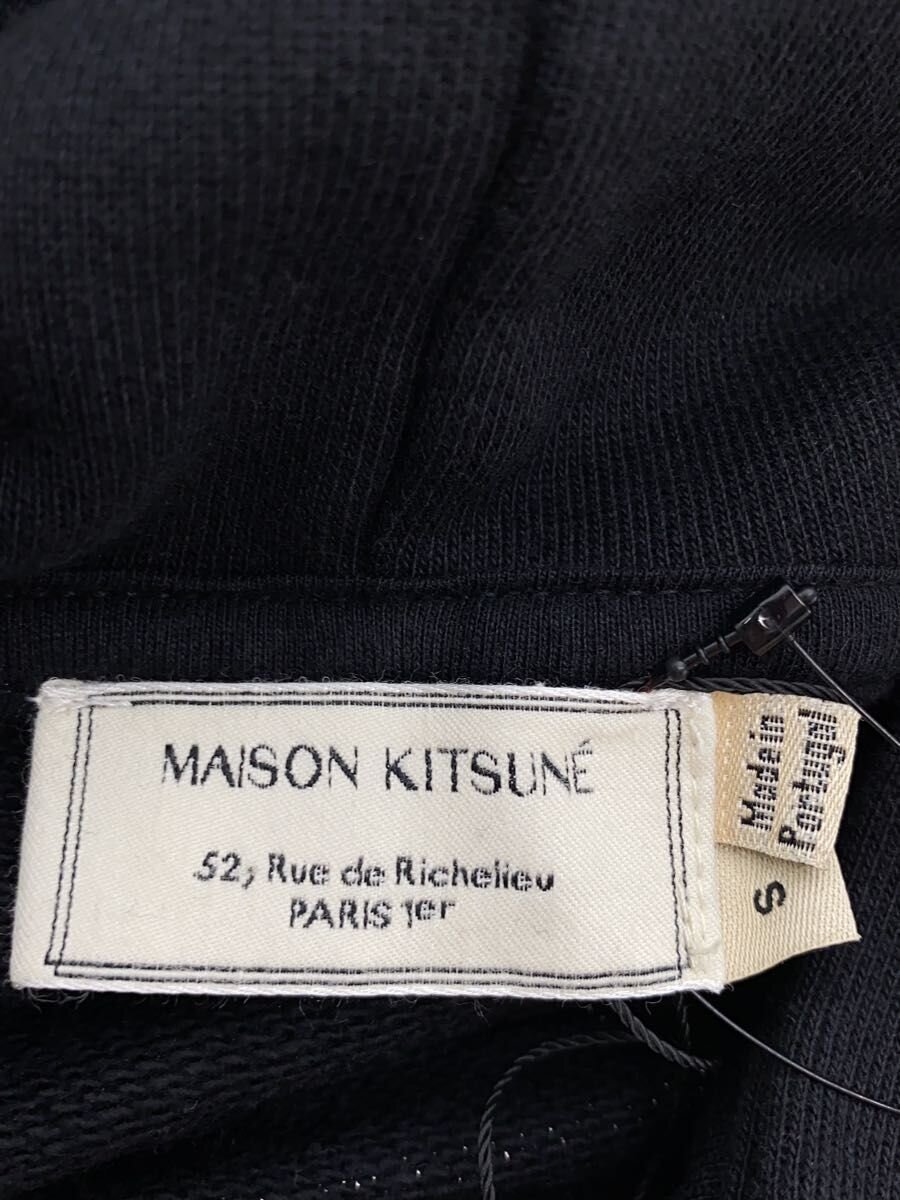 MAISON KITSUNÉ
52, Rue de Richelieu
PARIS 1er
Made in
Portugal
S